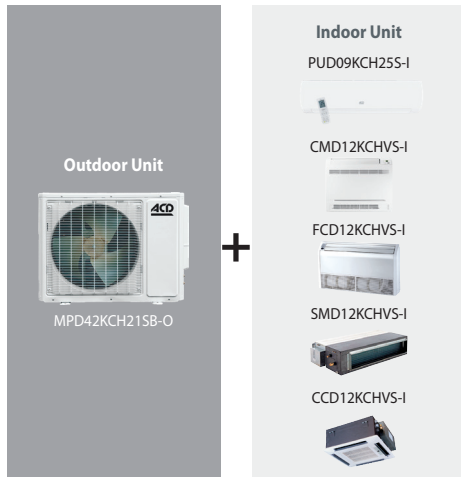 Outdoor Unit
ACD
MPD42KCH21SB-O
+
Indoor Unit
PUD09KCH25S-I
CMD12KCHVS-I
FCD12KCHVS-I
SMD12KCHVS-I
CCD12KCHVS-I